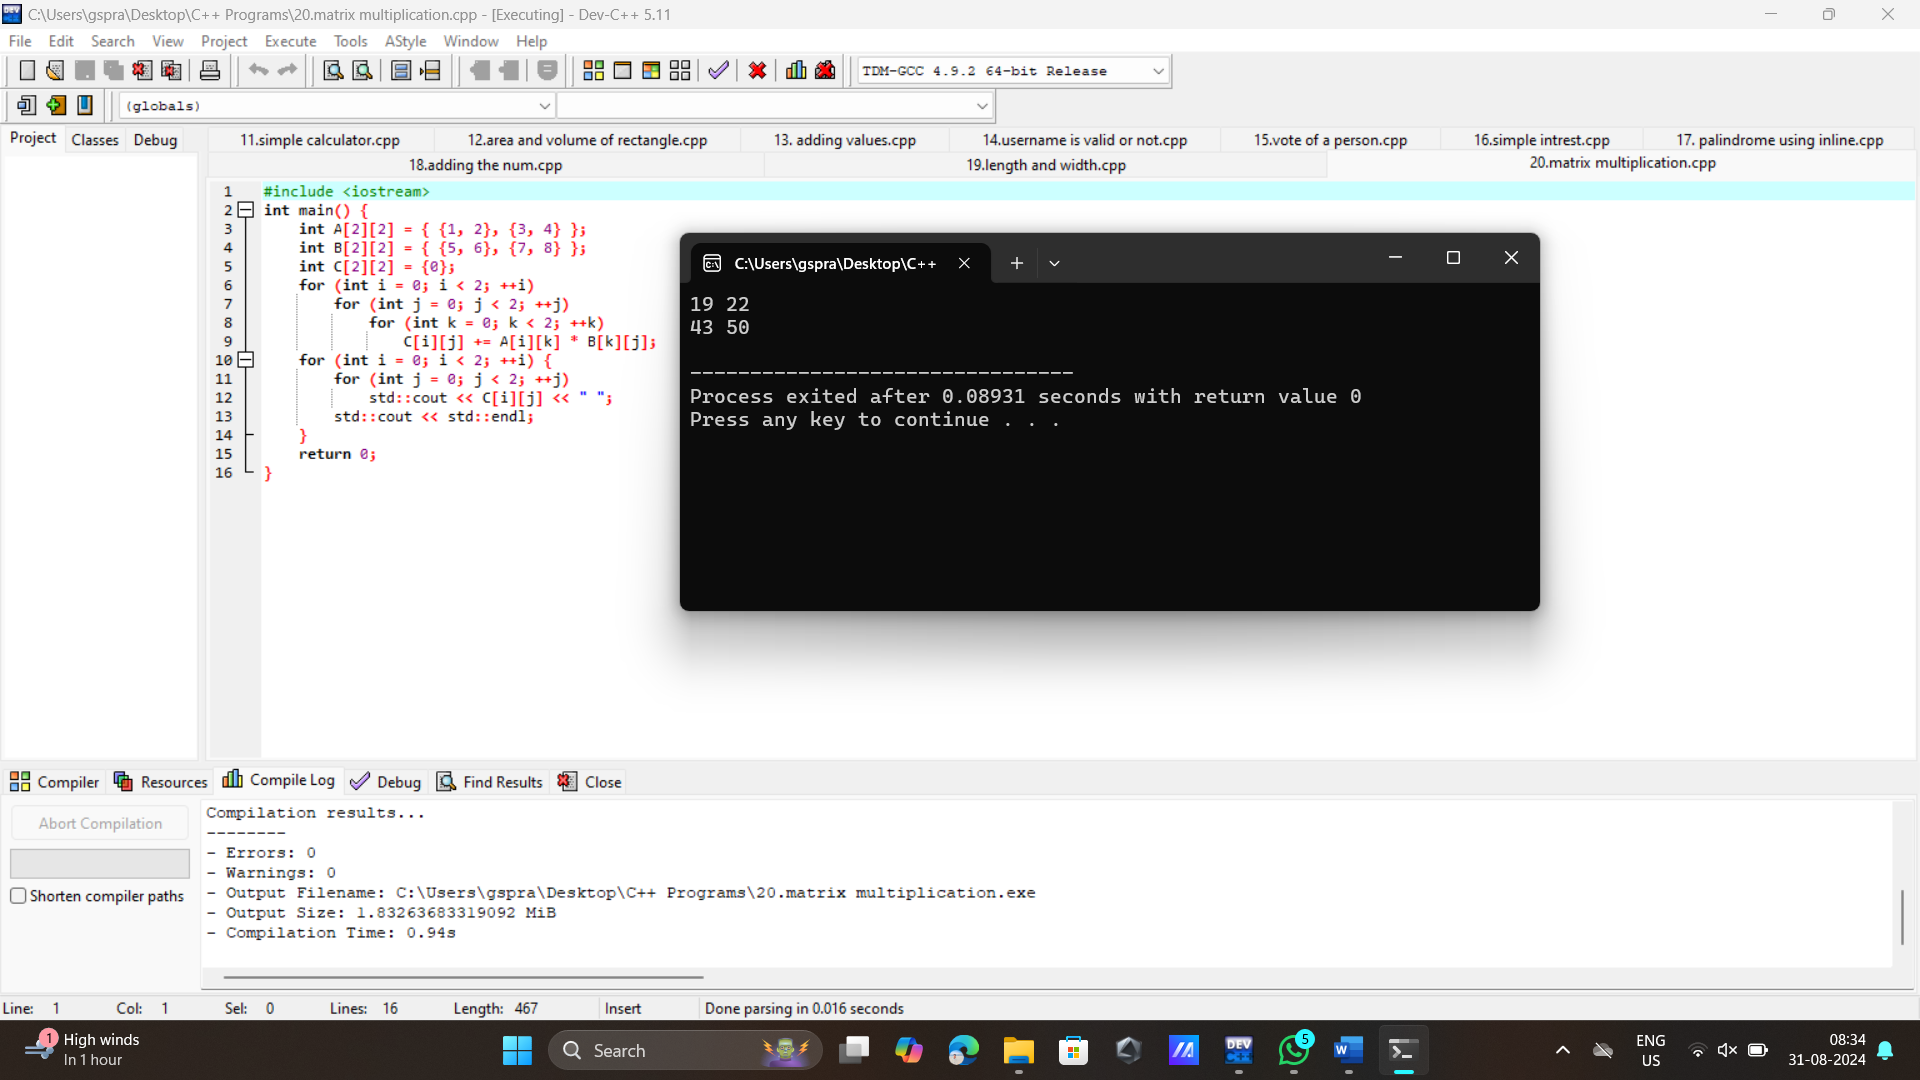 C:\Users\gspra\Desktop\C++ Programs\20.matrix multiplication.cpp - [Executing] - Dev-C++ 5.11
File Edit Search View Project Execute Tools AStyle Window Help
TDM-GCC 4.9.2 64-bit Release
(globals)
Project Classes Debug
11.simple calculator.cpp 12.area and volume of rectangle.cpp 13. adding values.cpp 14.username is valid or not.cpp 15.vote of a person.cpp 16.simple intrest.cpp 17. palindrome using inline.cpp
18.adding the num.cpp 19.length and width.cpp 20.matrix multiplication.cpp
1 #include <iostream>
2 int main() {
3 int A[2][2] = { {1, 2}, {3, 4} };
4 int B[2][2] = { {5, 6}, {7, 8} };
5 int C[2][2] = {0};
6 for (int i = 0; i < 2; ++i)
7 for (int j = 0; j < 2; ++j)
8 for (int k = 0; k < 2; ++k)
9 C[i][j] += A[i][k] * B[k][j];
10 for (int i = 0; i < 2; ++i) {
11 for (int j = 0; j < 2; ++j)
12 std::cout << C[i][j] << " ";
13 std::cout << std::endl;
14 }
15 return 0;
16 }
C:\Users\gspra\Desktop\C++
19 22
43 50
--------------------------------
Process exited after 0.08931 seconds with return value 0
Press any key to continue . . .
Compiler Resources Compile Log Debug Find Results Close
Abort Compilation
Shorten compiler paths
Compilation results...
--------
- Errors: 0
- Warnings: 0
- Output Filename: C:\Users\gspra\Desktop\C++ Programs\20.matrix multiplication.exe
- Output Size: 1.83263683319092 MiB
- Compilation Time: 0.94s
Line: 1 Col: 1 Sel: 0 Lines: 16 Length: 467 Insert Done parsing in 0.016 seconds
1 High winds
In 1 hour
Search
DEV C++
5
W
ENG
US
08:34
31-08-2024